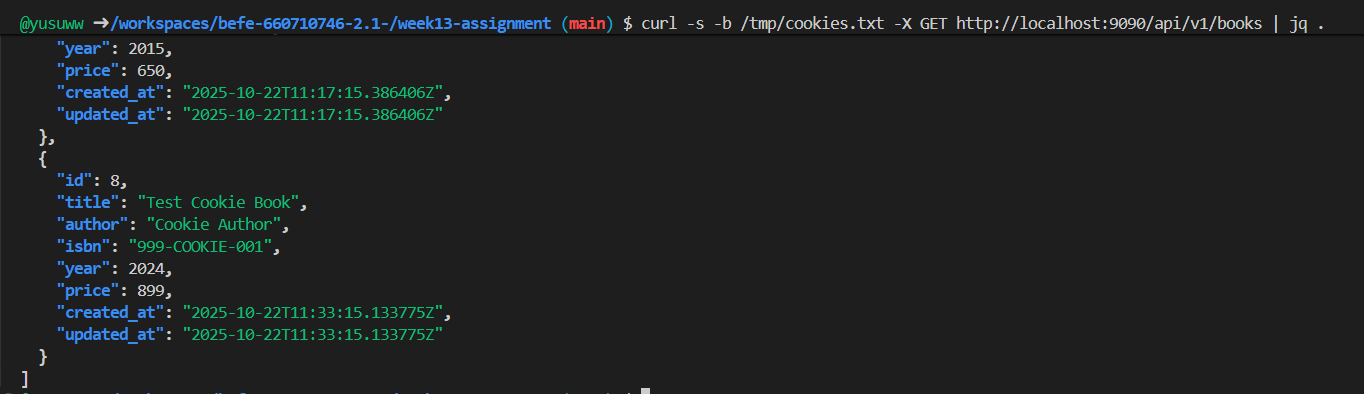 @yusuww ➜/workspaces/befe-660710746-2.1-/week13-assignment (main) $ curl -s -b /tmp/cookies.txt -X GET http://localhost:9090/api/v1/books | jq .
"year": 2015,
"price": 650,
"created_at": "2025-10-22T11:17:15.386406Z",
"updated_at": "2025-10-22T11:17:15.386406Z"
},
{
"id": 8,
"title": "Test Cookie Book",
"author": "Cookie Author",
"isbn": "999-COOKIE-001",
"year": 2024,
"price": 899,
"created_at": "2025-10-22T11:33:15.133775Z",
"updated_at": "2025-10-22T11:33:15.133775Z"
}
]